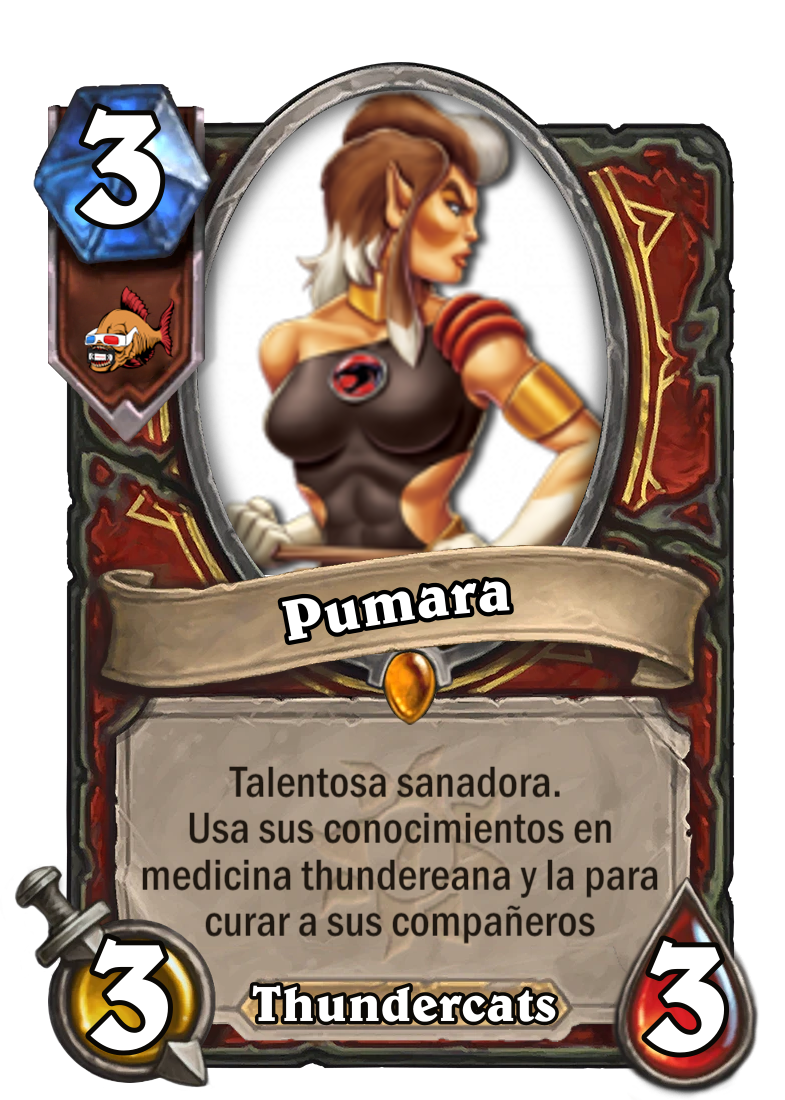 3
Pumara
Talentosa sanadora.
Usa sus conocimientos en
medicina thundereana y la para
curar a sus compañeros
3
Thundercats
3